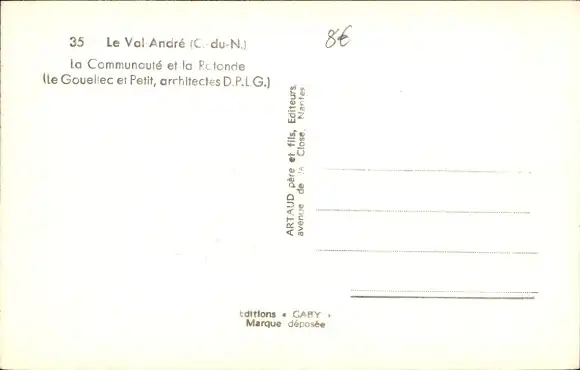 35 Le Val André (C.-du-N.)
La Communauté et la Rotonde
(Le Gouellec et Petit, architectes D.P.L.G.)
8€
ARTAUD père et fils, Editeurs
avenue de la Close, Nantes
Editions « GABY »
Marque déposée